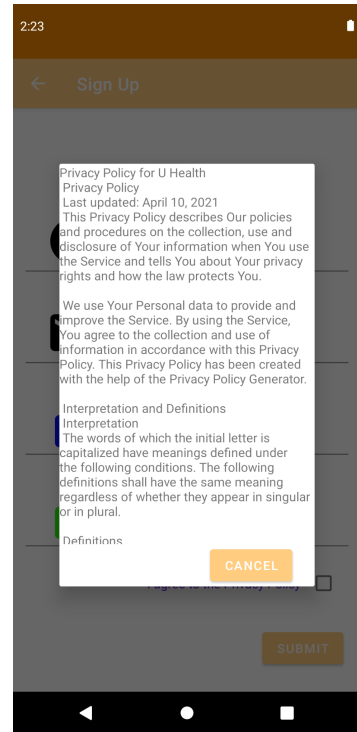 2:23
Sign Up
Privacy Policy for U Health
Privacy Policy
Last updated: April 10, 2021
This Privacy Policy describes Our policies
and procedures on the collection, use and
disclosure of Your information when You use
the Service and tells You about Your privacy
rights and how the law protects You.
We use Your Personal data to provide and
improve the Service. By using the Service,
You agree to the collection and use of
information in accordance with this Privacy
Policy. This Privacy Policy has been created
with the help of the Privacy Policy Generator.
Interpretation and Definitions
Interpretation
The words of which the initial letter is
capitalized have meanings defined under
the following conditions. The following
definitions shall have the same meaning
regardless of whether they appear in singular
or in plural.
Definitions
CANCEL
I agree to the Privacy Policy
SUBMIT